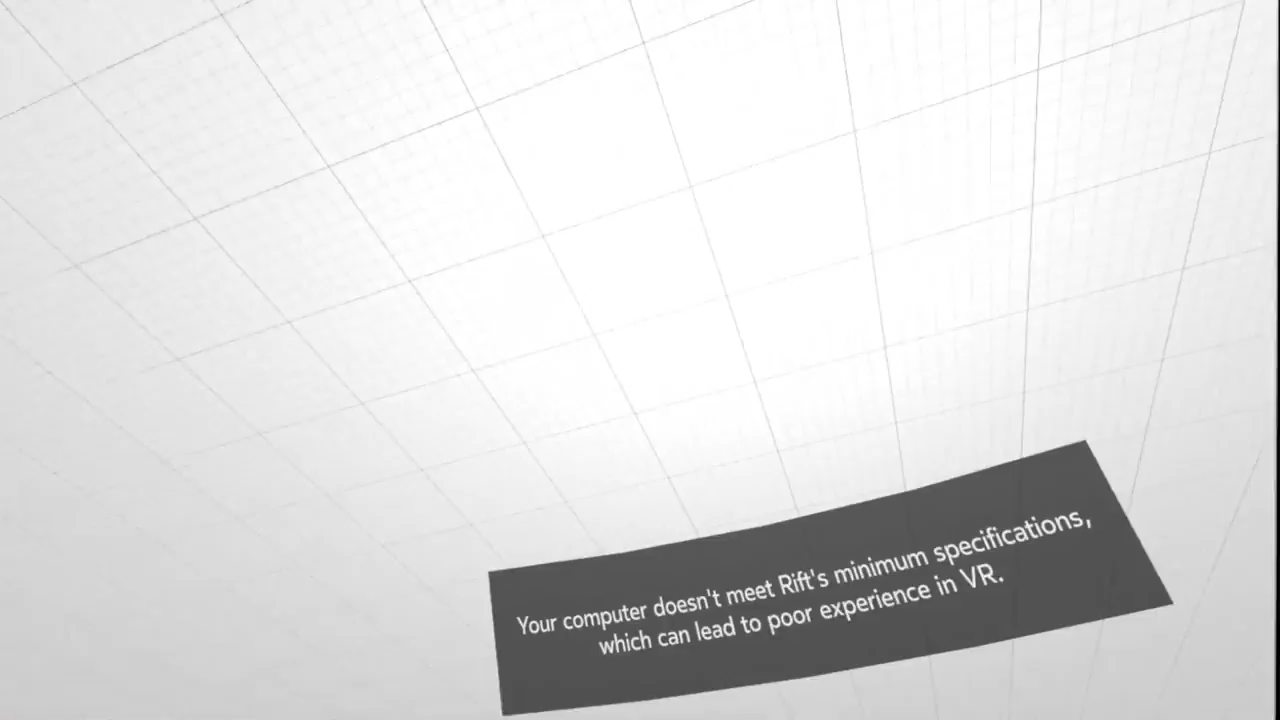 Your computer doesn't meet Rift's minimum specifications,
which can lead to poor experience in VR.